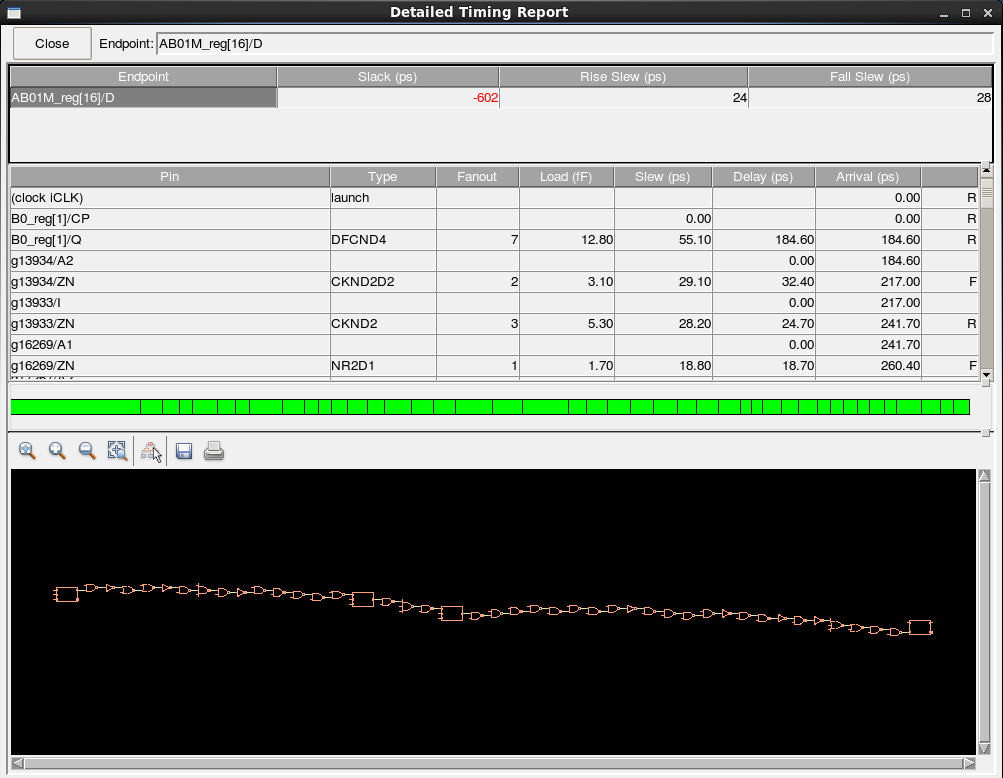 Detailed Timing Report
Close Endpoint: AB01M_reg[16]/D
Endpoint Slack (ps) Rise Slew (ps) Fall Slew (ps)
AB01M_reg[16]/D -602 24 28
Pin Type Fanout Load (fF) Slew (ps) Delay (ps) Arrival (ps)
(clock iCLK) launch 0.00 R
B0_reg[1]/CP 0.00 0.00 R
B0_reg[1]/Q DFCND4 7 12.80 55.10 184.60 184.60 R
g13934/A2 0.00 184.60
g13934/ZN CKND2D2 2 3.10 29.10 32.40 217.00 F
g13933/I 0.00 217.00
g13933/ZN CKND2 3 5.30 28.20 24.70 241.70 R
g16269/A1 0.00 241.70
g16269/ZN NR2D1 1 1.70 18.80 18.70 260.40 F